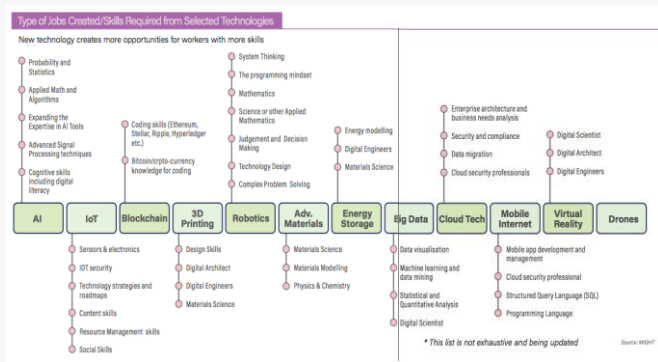 Type of Jobs Created/Skills Required from Selected Technologies
New technology creates more opportunities for workers with more skills
Probability and
Statistics
Applied Math and
Algorithms
Expanding the
Expertise in AI Tools
Advanced Signal
Processing techniques
Cognitive skills
including digital
literacy
Coding skills (Ethereum,
Stellar, Ripple, Hyperledger
etc.)
Bitcoin/crpto-currency
knowledge for coding
System Thinking
The programming mindset
Mathematics
Science or other Applied
Mathematics
Judgement and Decision
Making
Technology Design
Complex Problem Solving
Energy modelling
Digital Engineers
Materials Science
Enterprise architecture and
business needs analysis
Security and compliance
Data migration
Cloud security professionals
Digital Scientist
Digital Architect
Digital Engineers
AI
IoT
Blockchain
3D
Printing
Robotics
Adv.
Materials
Energy
Storage
Big Data
Cloud Tech
Mobile
Internet
Virtual
Reality
Drones
Sensors & electronics
IOT security
Technology strategies and
roadmaps
Content skills
Resource Management skills
Social Skills
Design Skills
Digital Architect
Digital Engineers
Materials Science
Materials Science
Materials Modelling
Physics & Chemistry
Data visualisation
Machine learning and
data mining
Statistical and
Quantitative Analysis
Digital Scientist
Mobile app development and
management
Cloud security professional
Structured Query Language (SQL)
Programming Language
* This list is not exhaustive and being updated
Source: MIGHT